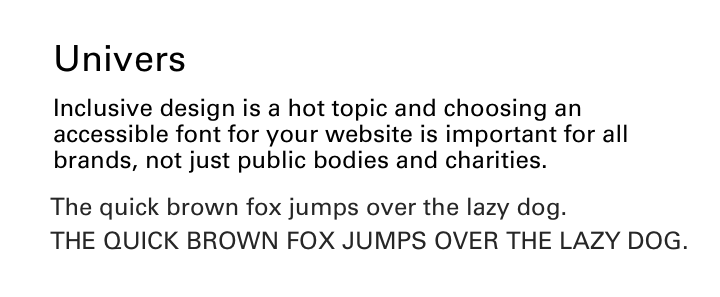 Univers
Inclusive design is a hot topic and choosing an
accessible font for your website is important for all
brands, not just public bodies and charities.
The quick brown fox jumps over the lazy dog.
THE QUICK BROWN FOX JUMPS OVER THE LAZY DOG.